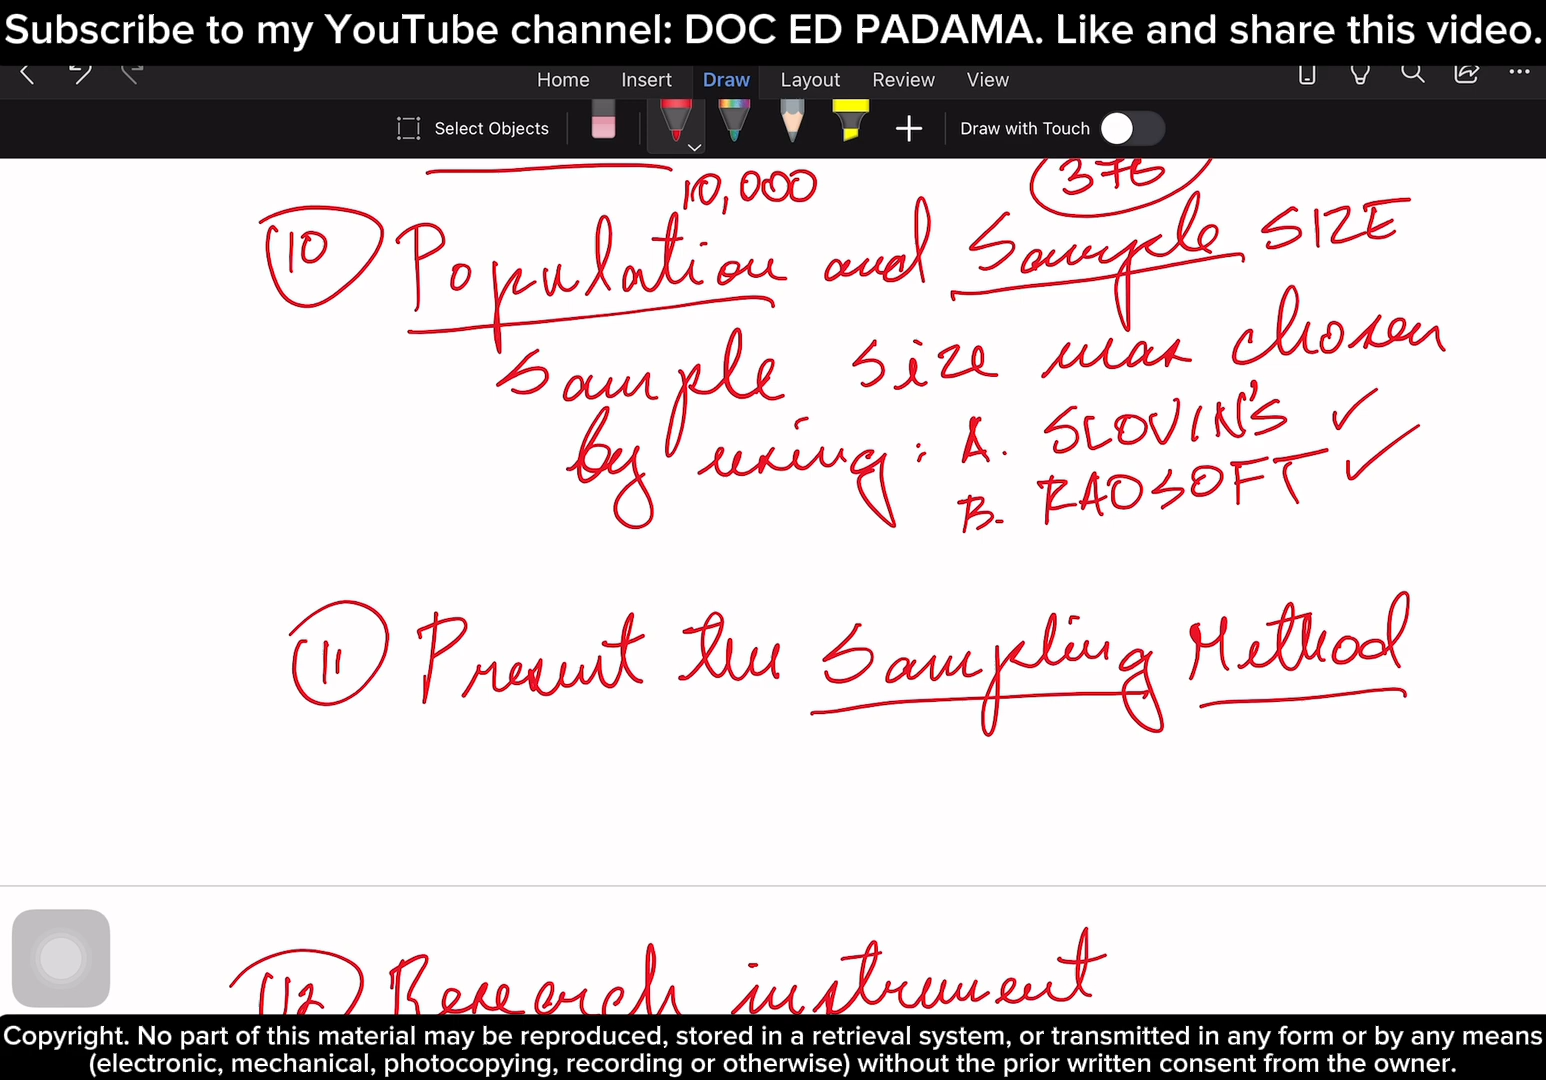 Subscribe to my YouTube channel: DOC ED PADAMA. Like and share this video.
Home Insert Draw Layout Review View
Select Objects Draw with Touch
10,000 376
10 Population and Sample SIZE
Sample size was chosen
by using: A. SLOVIN'S
B. RAOSOFT
11 Present the Sampling Method
12 Research instrument
Copyright. No part of this material may be reproduced, stored in a retrieval system, or transmitted in any form or by any means
(electronic, mechanical, photocopying, recording or otherwise) without the prior written consent from the owner.